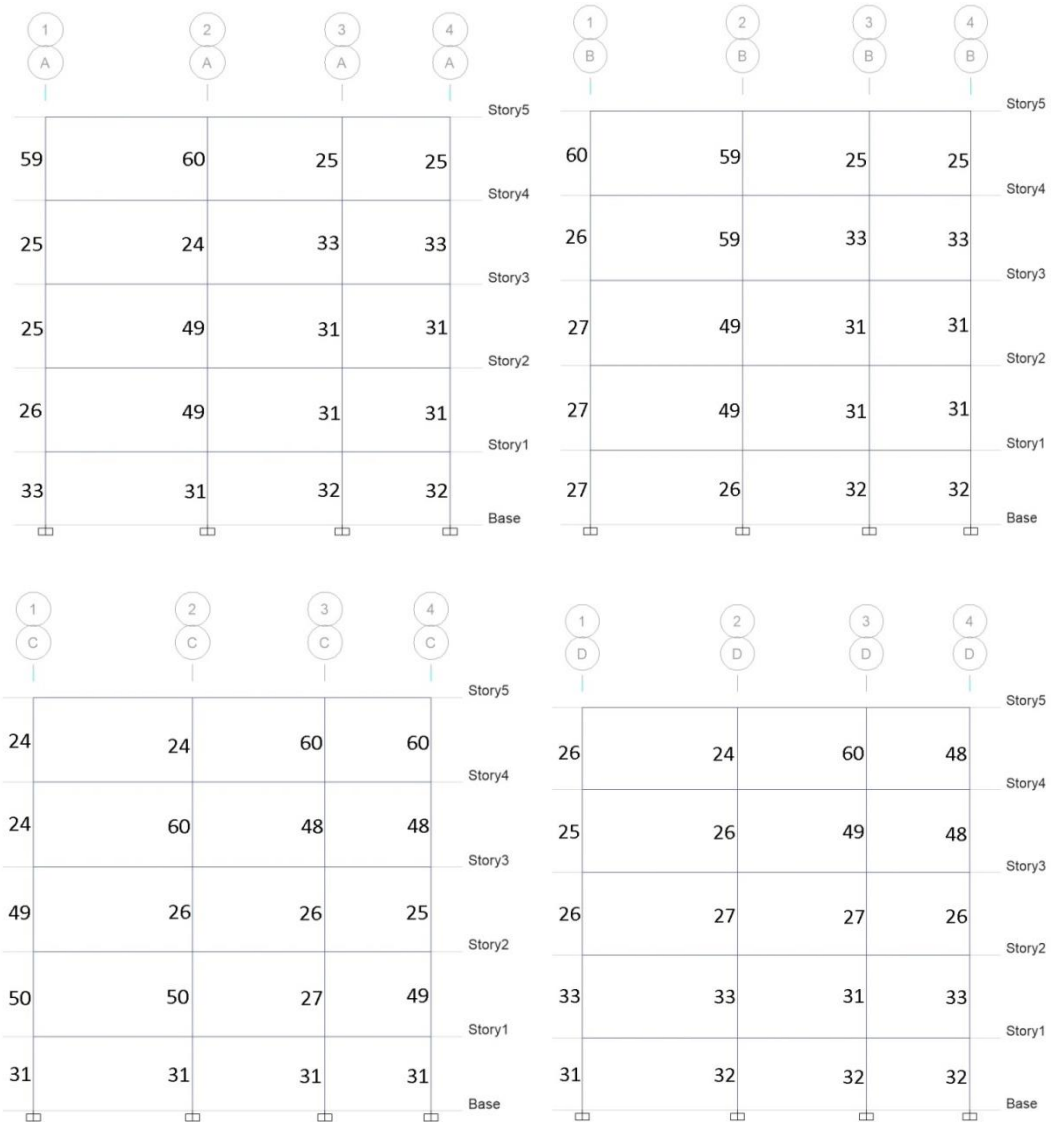 1 2 3 4
A A A A
Story5
59 60 25 25
Story4
25 24 33 33
Story3
25 49 31 31
Story2
26 49 31 31
Story1
33 31 32 32
Base
1 2 3 4
B B B B
Story5
60 59 25 25
Story4
26 59 33 33
Story3
27 49 31 31
Story2
27 49 31 31
Story1
27 26 32 32
Base
1 2 3 4
C C C C
Story5
24 24 60 60
Story4
24 60 48 48
Story3
49 26 26 25
Story2
50 50 27 49
Story1
31 31 31 31
Base
1 2 3 4
D D D D
Story5
26 24 60 48
Story4
25 26 49 48
Story3
26 27 27 26
Story2
33 33 31 33
Story1
31 32 32 32
Base